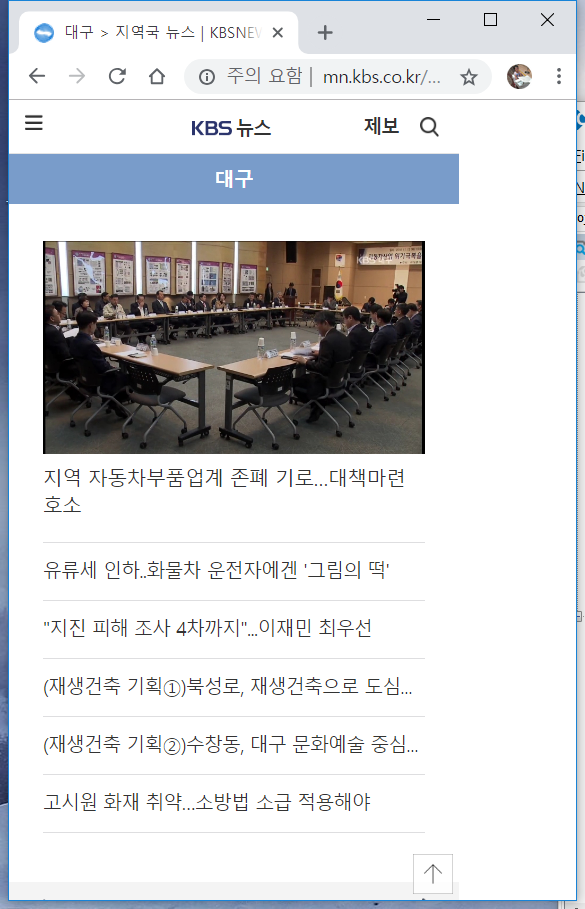 대구 > 지역국 뉴스 | KBSNEW
주의 요함 | mn.kbs.co.kr/...
KBS 뉴스
제보
대구
지역 자동차부품업계 존폐 기로...대책마련
호소
유류세 인하..화물차 운전자에겐 '그림의 떡'
"지진 피해 조사 4차까지"...이재민 최우선
(재생건축 기획①)북성로, 재생건축으로 도심...
(재생건축 기획②)수창동, 대구 문화예술 중심...
고시원 화재 취약...소방법 소급 적용해야